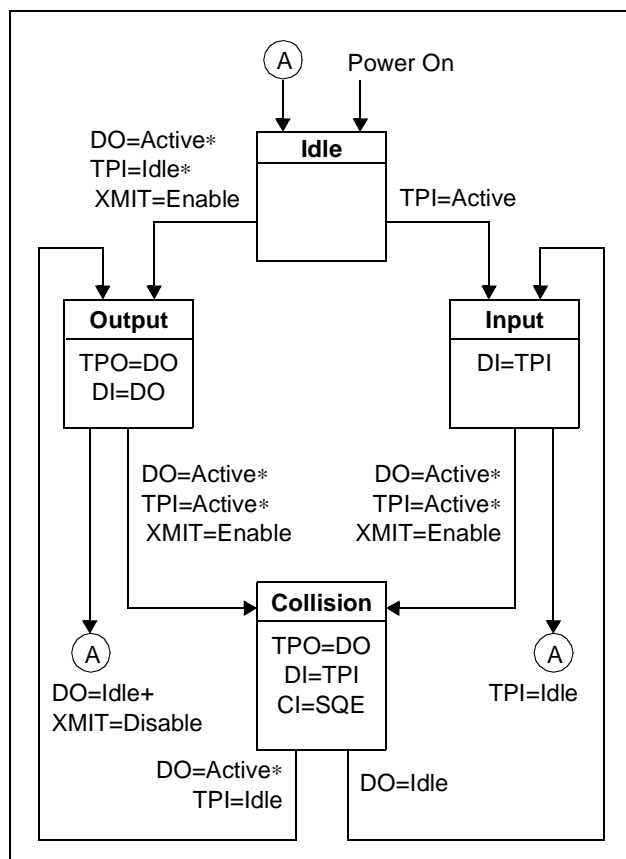 A
Power On
DO=Active*
TPI=Idle*
XMIT=Enable
Idle
TPI=Active
Output
TPO=DO
DI=DO
Input
DI=TPI
DO=Active*
TPI=Active*
XMIT=Enable
DO=Active*
TPI=Active*
XMIT=Enable
Collision
TPO=DO
DI=TPI
CI=SQE
A
DO=Idle+
XMIT=Disable
A
TPI=Idle
DO=Active*
TPI=Idle
DO=Idle